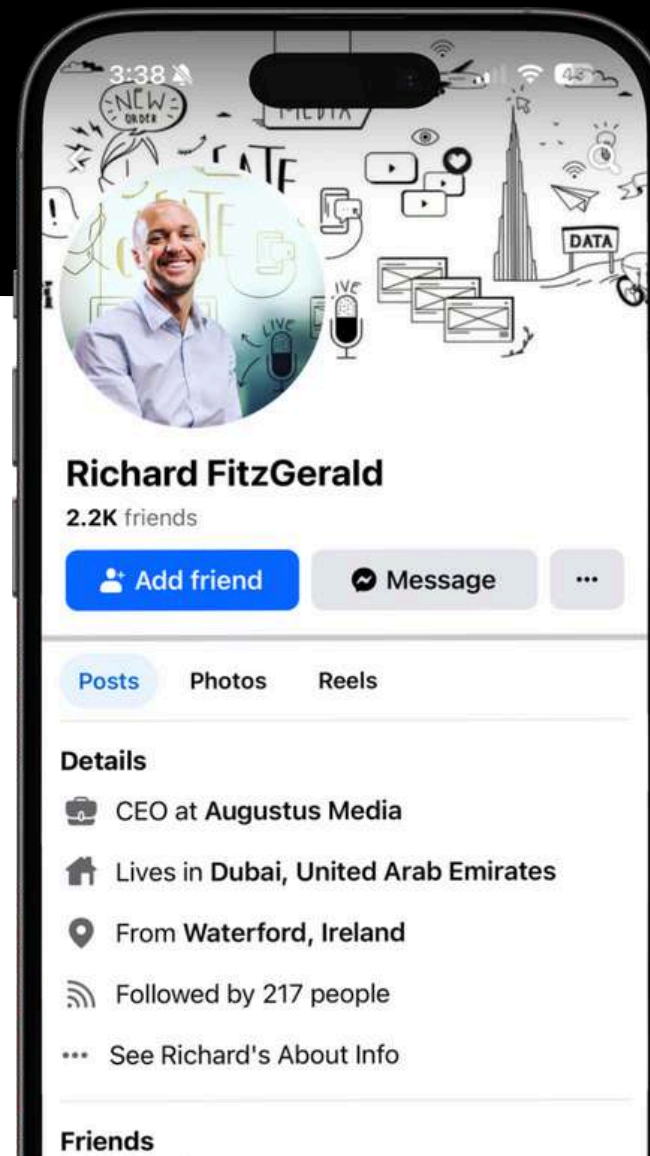 3:38
NEW
ORDER
MEDIA
LIVE
DATA
LIVE
Richard FitzGerald
2.2K friends
Add friend
Message
Posts
Photos
Reels
Details
CEO at Augustus Media
Lives in Dubai, United Arab Emirates
From Waterford, Ireland
Followed by 217 people
See Richard's About Info
Friends